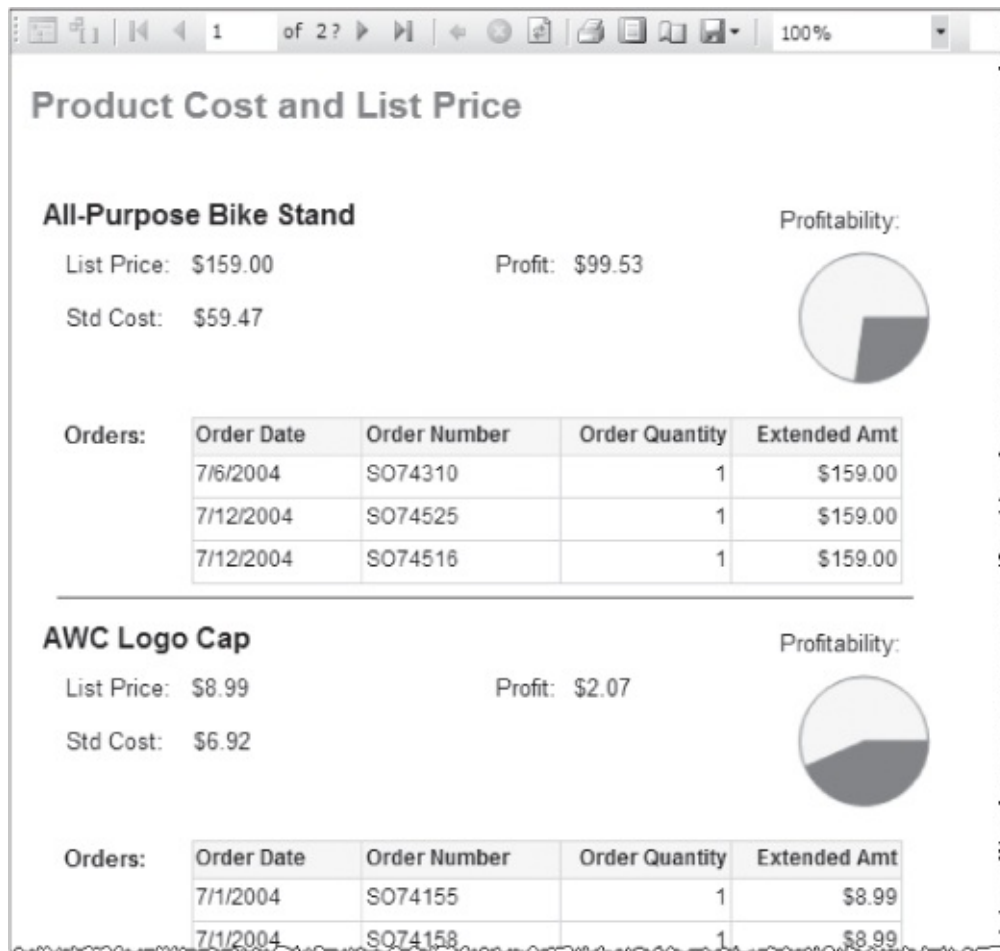 1 of 2? 100%
Product Cost and List Price
All-Purpose Bike Stand
Profitability:
List Price: $159.00 Profit: $99.53
Std Cost: $59.47
Orders: Order Date Order Number Order Quantity Extended Amt
7/6/2004 SO74310 1 $159.00
7/12/2004 SO74525 1 $159.00
7/12/2004 SO74516 1 $159.00
AWC Logo Cap
Profitability:
List Price: $8.99 Profit: $2.07
Std Cost: $6.92
Orders: Order Date Order Number Order Quantity Extended Amt
7/1/2004 SO74155 1 $8.99
7/1/2004 SO74158 1 $8.99